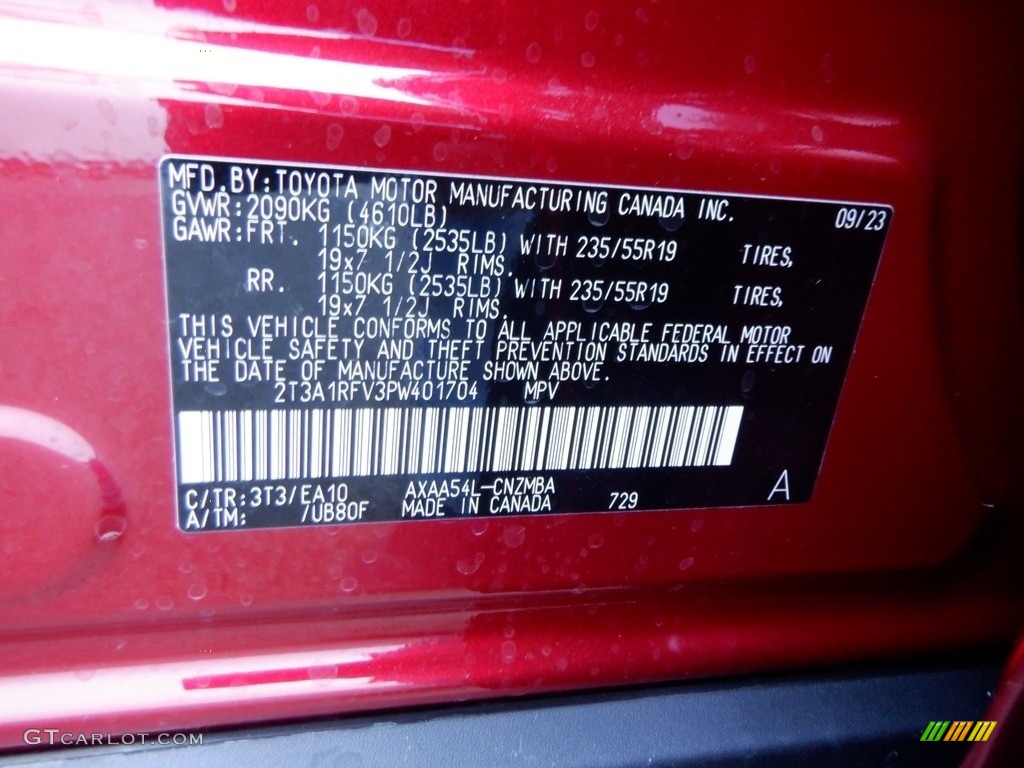 MFD.BY:TOYOTA MOTOR MANUFACTURING CANADA INC. 09/23
GVWR:2090KG (4610LB)
GAWR:FRT. 1150KG (2535LB) WITH 235/55R19 TIRES,
19x7 1/2J RIMS.
RR. 1150KG (2535LB) WITH 235/55R19 TIRES,
19x7 1/2J RIMS.
THIS VEHICLE CONFORMS TO ALL APPLICABLE FEDERAL MOTOR
VEHICLE SAFETY AND THEFT PREVENTION STANDARDS IN EFFECT ON
THE DATE OF MANUFACTURE SHOWN ABOVE.
2T3A1RFV3PW401704 MPV
C/TR:3T3/EA10 AXAA54L-CNZMBA
A/TM: 7UB80F MADE IN CANADA 729 A
GTCARLOT.COM